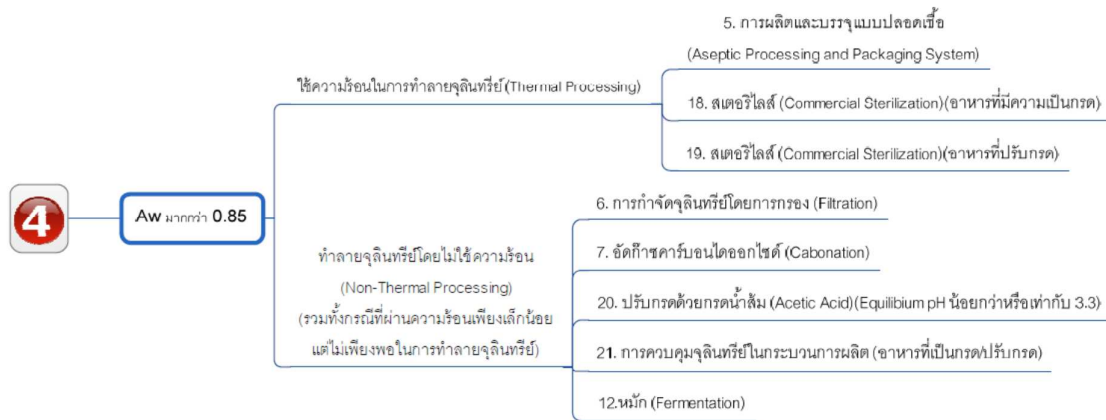 5. การผลิตและบรรจุแบบปลอดเชื้อ
(Aseptic Processing and Packaging System)
ใช้ความร้อนในการทำลายจุลินทรีย์(Thermal Processing)
18. สเตอริไลส์ (Commercial Sterilization)(อาหารที่มีความเป็นกรด)
19. สเตอริไลส์ (Commercial Sterilization)(อาหารที่ปรับกรด)
4
Aw มากกว่า 0.85
6. การกำจัดจุลินทรีย์โดยการกรอง (Filtration)
7. อัดก๊าซคาร์บอนไดออกไซด์ (Cabonation)
ทำลายจุลินทรีย์โดยไม่ใช้ความร้อน
(Non-Thermal Processing)
(รวมทั้งกรณีที่ผ่านความร้อนเพียงเล็กน้อย
แต่ไม่เพียงพอในการทำลายจุลินทรีย์)
20. ปรับกรดด้วยกรดน้ำส้ม (Acetic Acid)(Equilibium pH น้อยกว่าหรือเท่ากับ 3.3)
21. การควบคุมจุลินทรีย์ในกระบวนการผลิต (อาหารที่เป็นกรด/ปรับกรด)
12.หมัก (Fermentation)